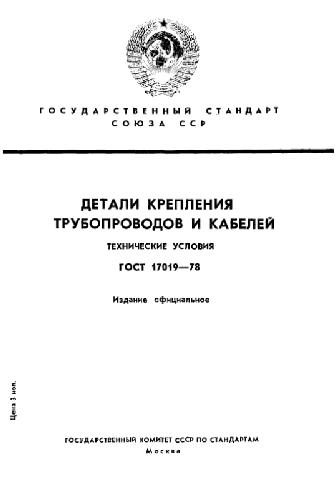 ГОСУДАРСТВЕННЫЙ СТАНДАРТ
СОЮЗА ССР
ДЕТАЛИ КРЕПЛЕНИЯ
ТРУБОПРОВОДОВ И КАБЕЛЕЙ
ТЕХНИЧЕСКИЕ УСЛОВИЯ
ГОСТ 17019—78
Издание официальное
Цена 3 коп.
ГОСУДАРСТВЕННЫЙ КОМИТЕТ СССР ПО СТАНДАРТАМ
Москва